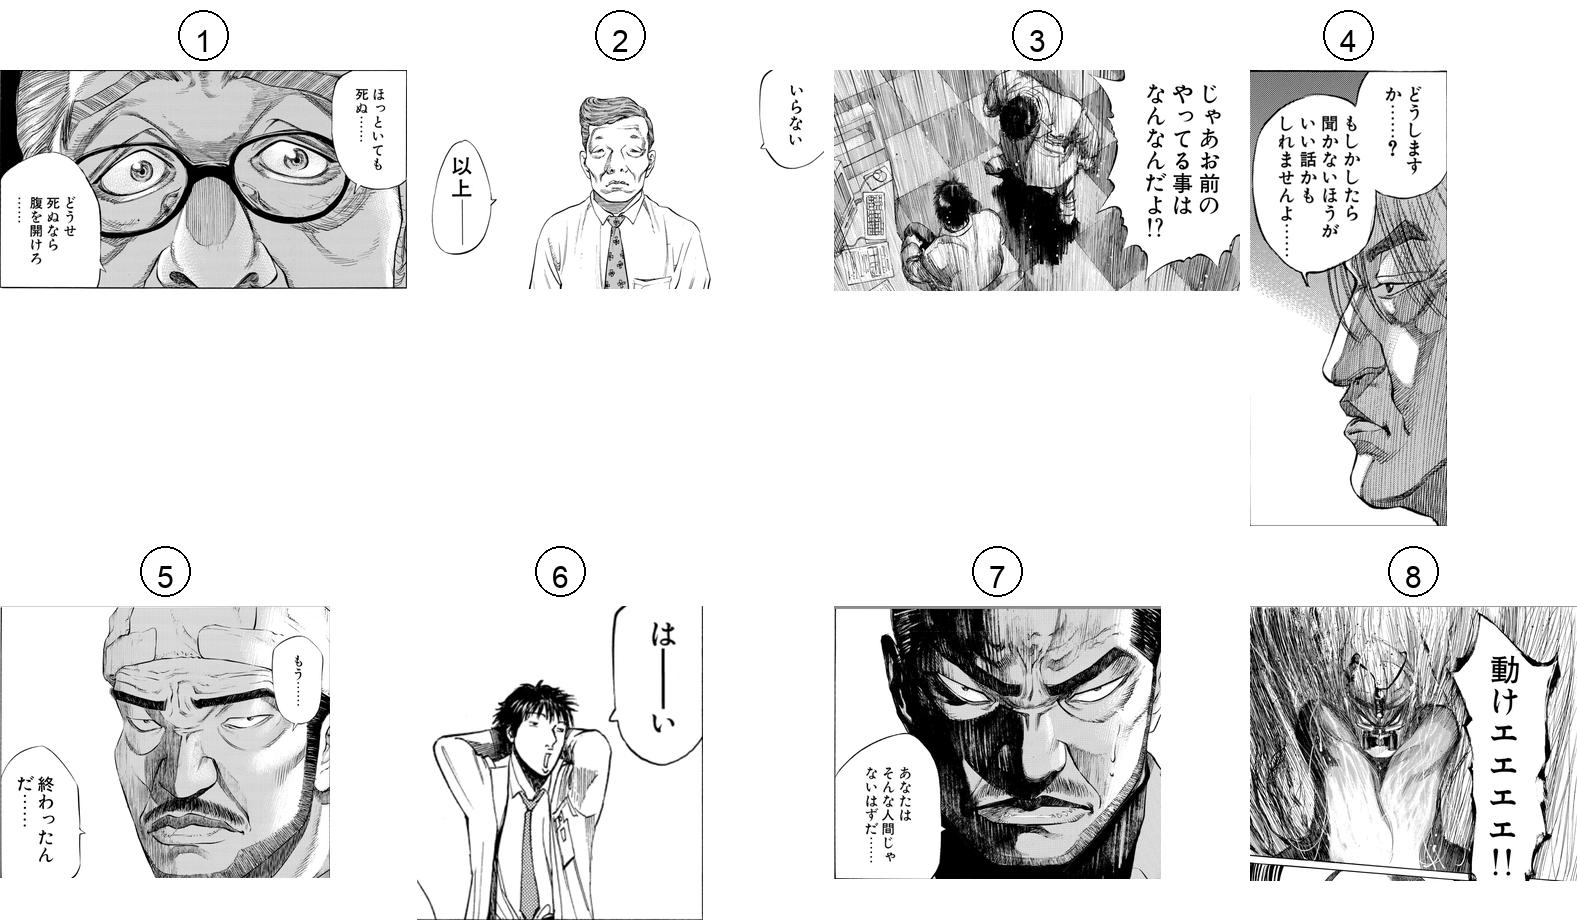 1
ほっといても
死ぬ……
どうせ
死ぬなら
腹を開けろ
……
2
以上——
3
いらない
じゃあお前の
やってる事は
なんなんだよ!?
4
どうします
か……?
もしかしたら
聞かないほうが
いい話かも
しれませんよ……
5
もう……
終わったん
だ……
6
は——い
7
あなたは
そんな人間じゃ
ないはずだ……
8
動けェェェェ!!